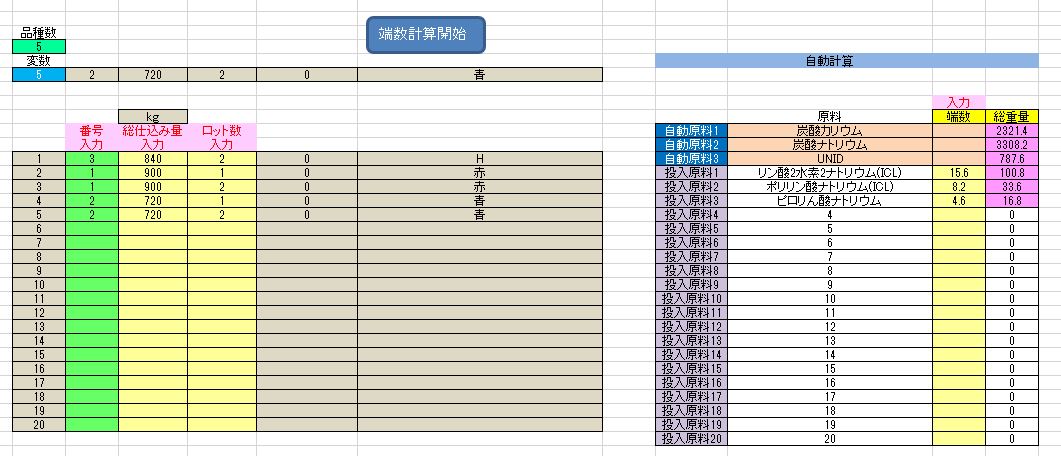 端数計算開始
品種数
5
変数
5 2 720 2 0 青
自動計算
kg
入力
番号 総仕込み量 ロット数
入力 入力 入力
原料 端数 総重量
1 3 840 2 0 H
2 1 900 1 0 赤
3 1 900 2 0 赤
4 2 720 1 0 青
5 2 720 2 0 青
6
7
8
9
10
11
12
13
14
15
16
17
18
19
20
自動原料1 炭酸カリウム 2321.4
自動原料2 炭酸ナトリウム 3308.2
自動原料3 UNID 787.6
投入原料1 リン酸2水素2ナトリウム(ICL) 15.6 100.8
投入原料2 ポリリン酸ナトリウム(ICL) 8.2 33.6
投入原料3 ピロりん酸ナトリウム 4.6 16.8
投入原料4 4 0
投入原料5 5 0
投入原料6 6 0
投入原料7 7 0
投入原料8 8 0
投入原料9 9 0
投入原料10 10 0
投入原料11 11 0
投入原料12 12 0
投入原料13 13 0
投入原料14 14 0
投入原料15 15 0
投入原料16 16 0
投入原料17 17 0
投入原料18 18 0
投入原料19 19 0
投入原料20 20 0